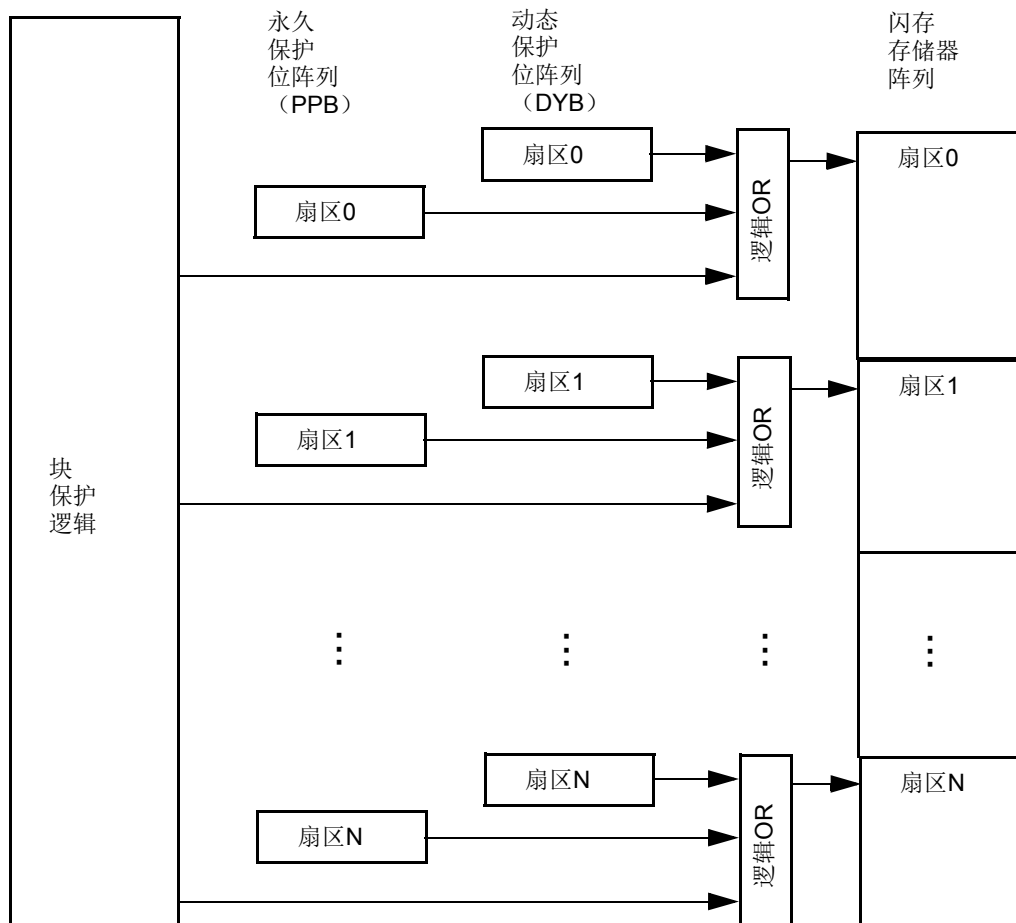 永久
保护
位阵列
（PPB）
动态
保护
位阵列
（DYB）
闪存
存储器
阵列
扇区0
扇区0
逻辑OR
扇区0
扇区1
扇区1
逻辑OR
扇区1
块
保护
逻辑
扇区N
扇区N
逻辑OR
扇区N